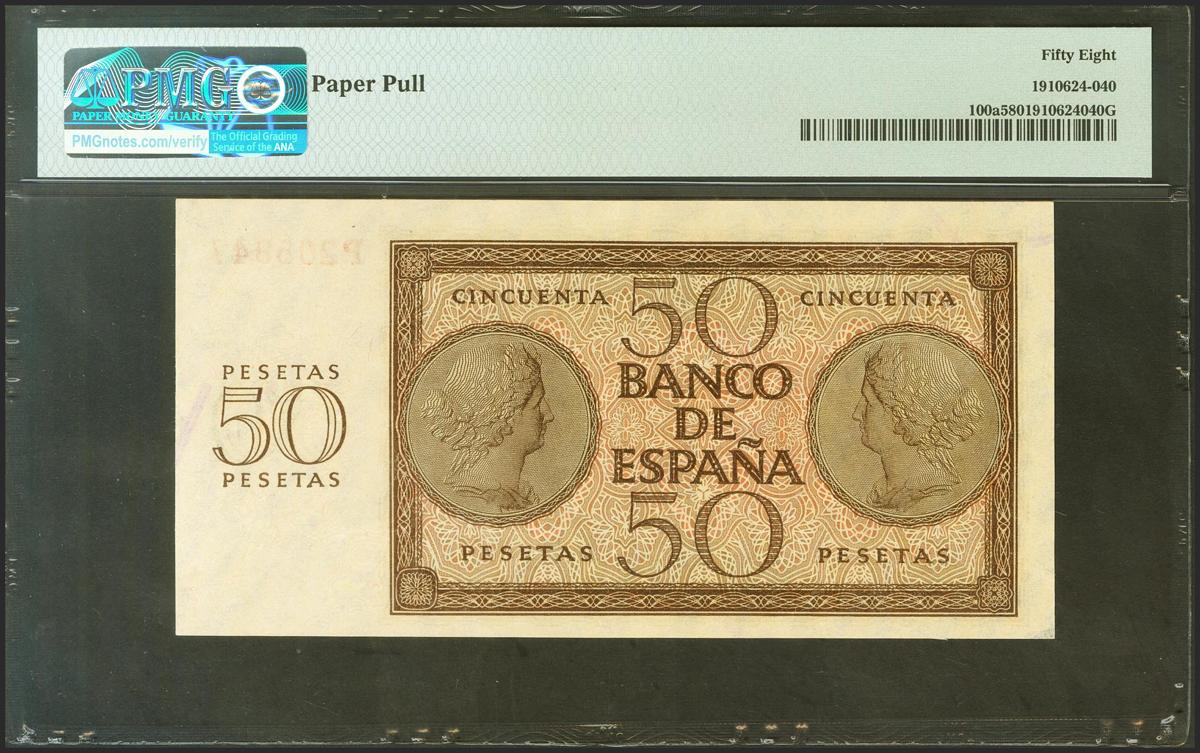 PMG
PAPER MONEY GUARANTY
PMGnotes.com/verify
The Official Grading
Service of the ANA
Paper Pull
Fifty Eight
1910624-040
100a5801910624040G
P206847
CINCUENTA 50 CINCUENTA
PESETAS
50
PESETAS
BANCO
DE
ESPAÑA
PESETAS 50 PESETAS